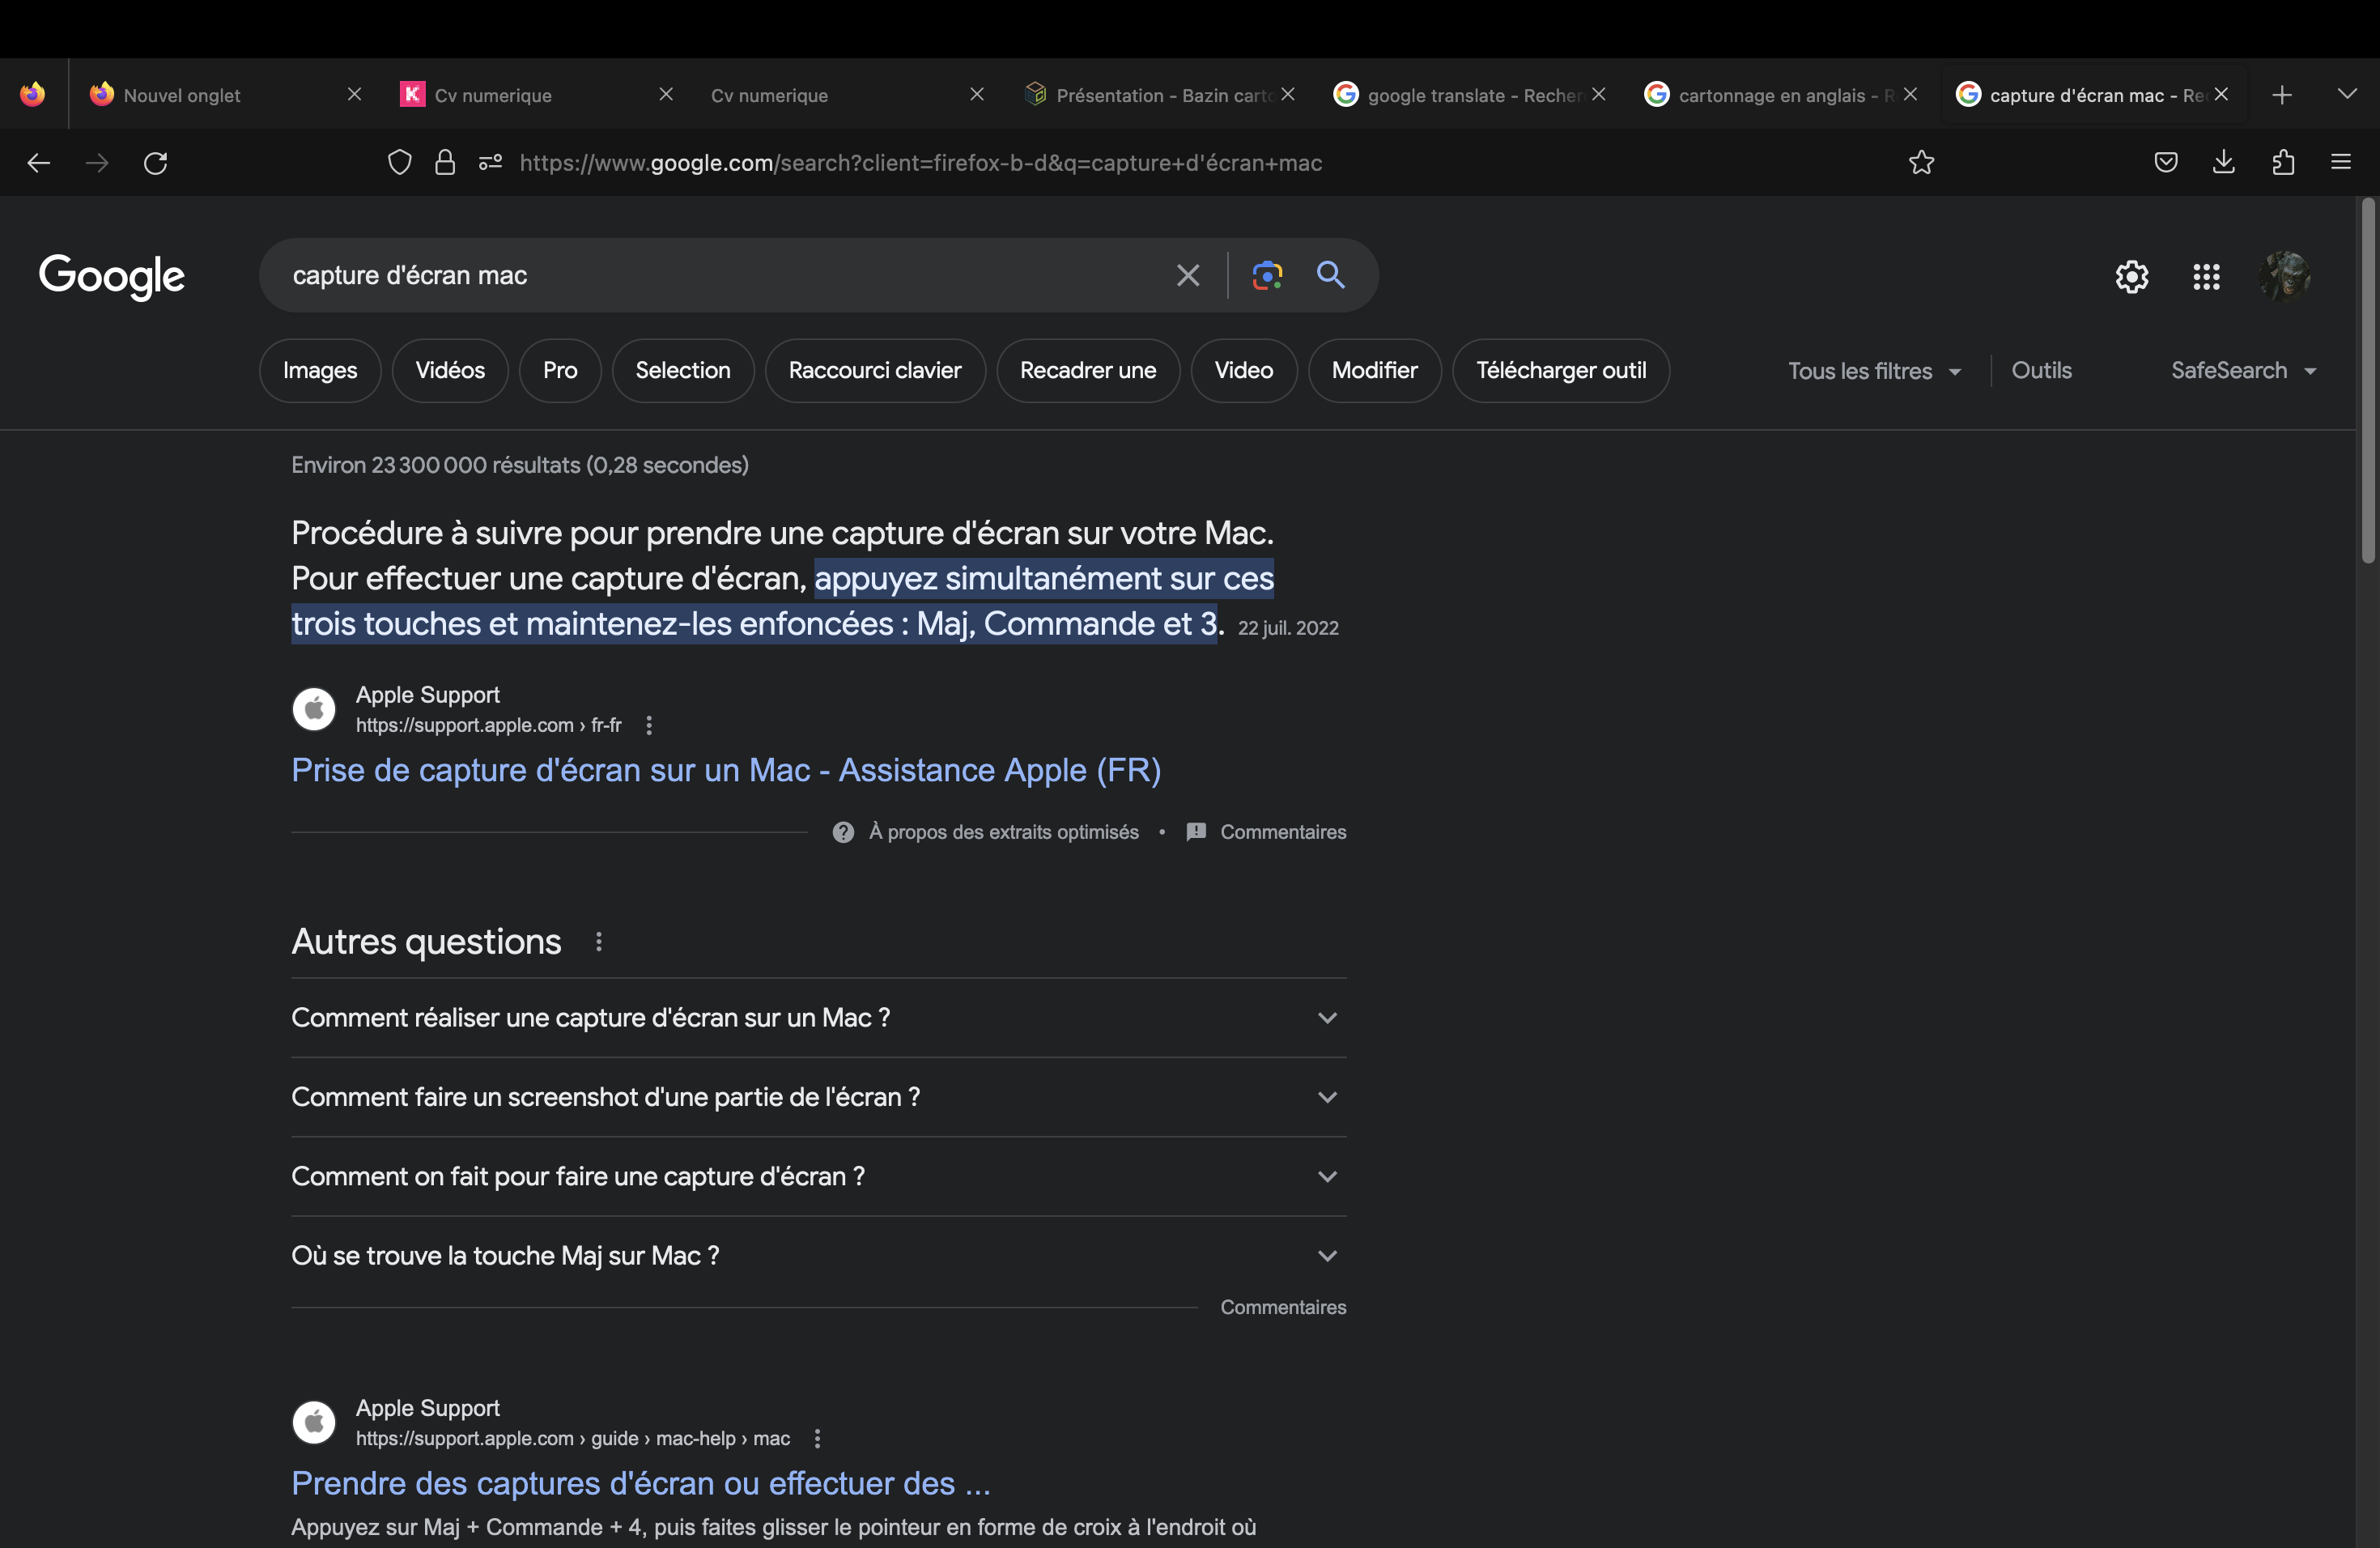 Nouvel onglet
Cv numerique
Cv numerique
Présentation - Bazin carto
google translate - Recher
cartonnage en anglais - R
capture d'écran mac - Re
https://www.google.com/search?client=firefox-b-d&q=capture+d'écran+mac
Google
capture d'écran mac
Images
Vidéos
Pro
Selection
Raccourci clavier
Recadrer une
Video
Modifier
Télécharger outil
Tous les filtres
Outils
SafeSearch
Environ 23 300 000 résultats (0,28 secondes)
Procédure à suivre pour prendre une capture d'écran sur votre Mac.
Pour effectuer une capture d'écran, appuyez simultanément sur ces
trois touches et maintenez-les enfoncées : Maj, Commande et 3. 22 juil. 2022
Apple Support
https://support.apple.com › fr-fr
Prise de capture d'écran sur un Mac - Assistance Apple (FR)
À propos des extraits optimisés • Commentaires
Autres questions
Comment réaliser une capture d'écran sur un Mac ?
Comment faire un screenshot d'une partie de l'écran ?
Comment on fait pour faire une capture d'écran ?
Où se trouve la touche Maj sur Mac ?
Commentaires
Apple Support
https://support.apple.com › guide › mac-help › mac
Prendre des captures d'écran ou effectuer des ...
Appuyez sur Maj + Commande + 4, puis faites glisser le pointeur en forme de croix à l'endroit où